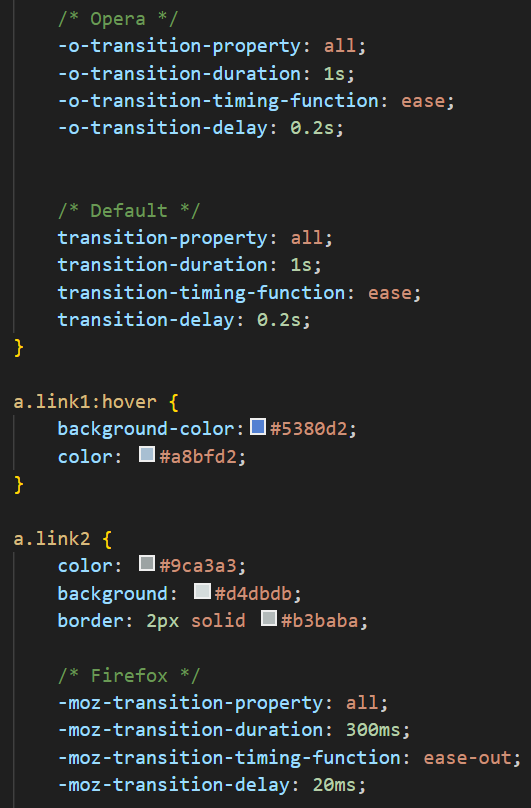 /* Opera */
-o-transition-property: all;
-o-transition-duration: 1s;
-o-transition-timing-function: ease;
-o-transition-delay: 0.2s;
/* Default */
transition-property: all;
transition-duration: 1s;
transition-timing-function: ease;
transition-delay: 0.2s;
}
a.link1:hover {
background-color: #5380d2;
color: #a8bfd2;
}
a.link2 {
color: #9ca3a3;
background: #d4dbdb;
border: 2px solid #b3baba;
/* Firefox */
-moz-transition-property: all;
-moz-transition-duration: 300ms;
-moz-transition-timing-function: ease-out;
-moz-transition-delay: 20ms;